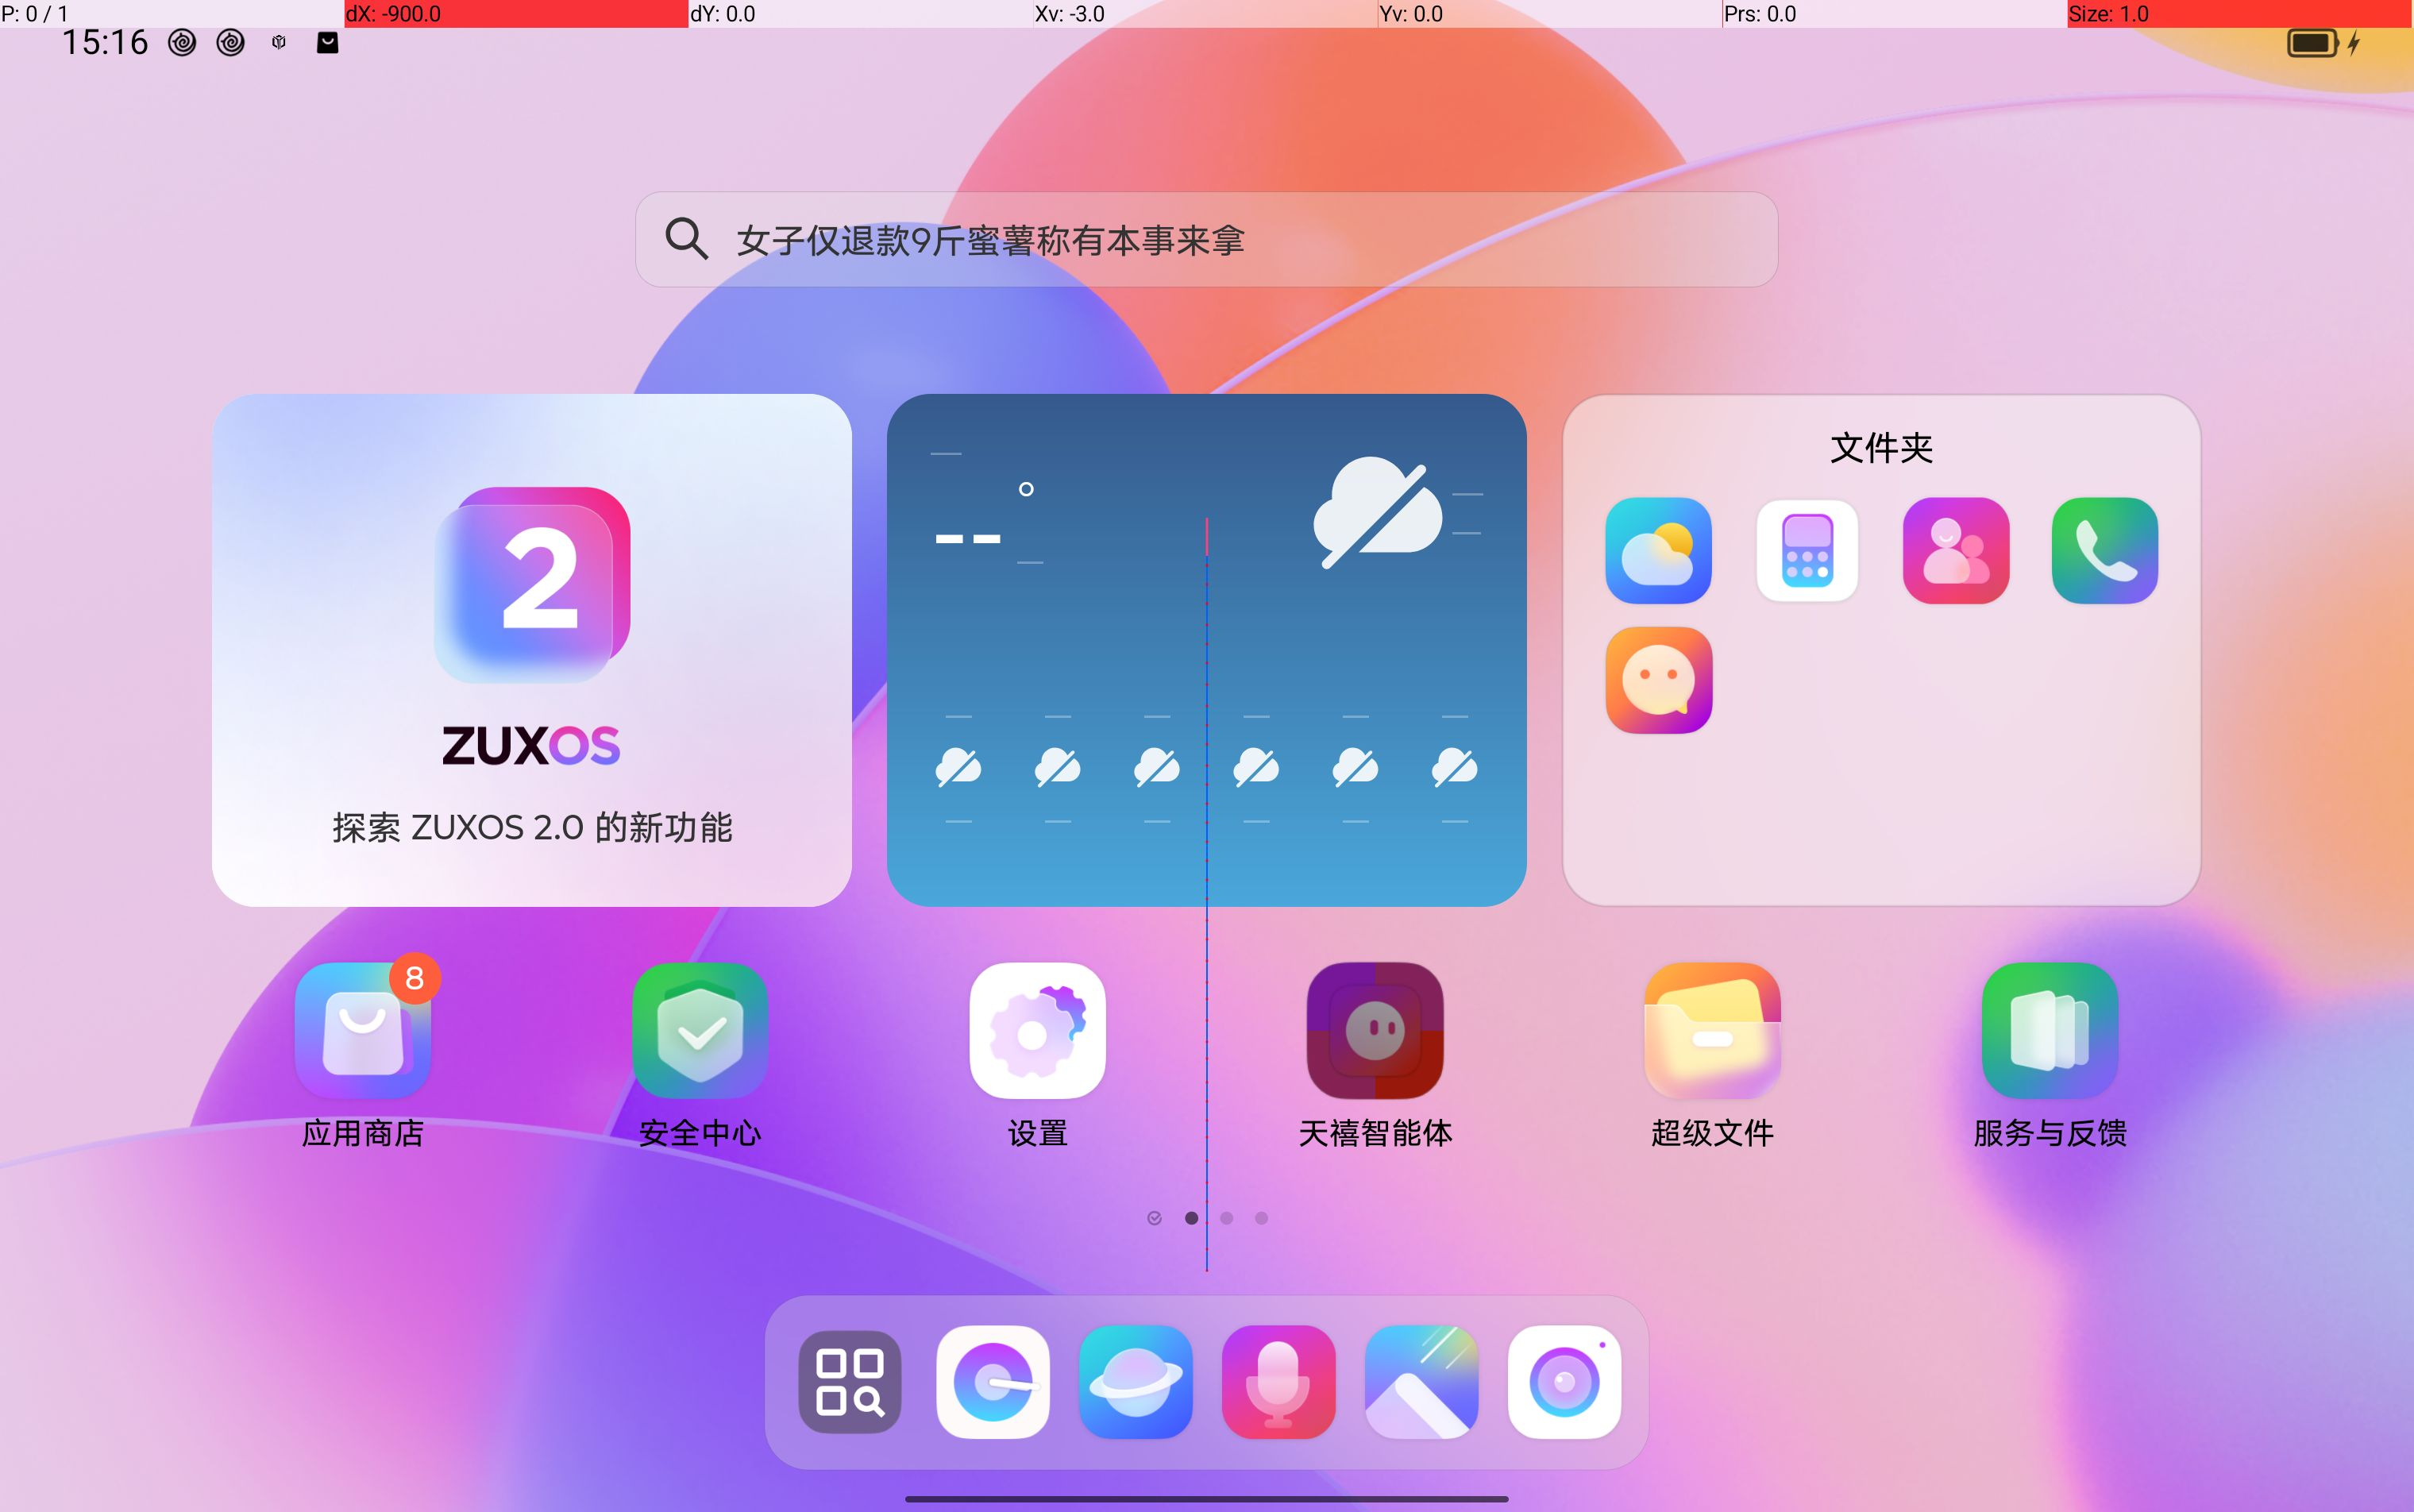 P: 0 / 1 dX: -900.0 dY: 0.0 Xv: -3.0 Yv: 0.0 Prs: 0.0 Size: 1.0
15:16
女子仅退款9斤蜜薯称有本事来拿
2
ZUXOS
探索 ZUXOS 2.0 的新功能
--°
文件夹
8
应用商店 安全中心 设置 天禧智能体 超级文件 服务与反馈